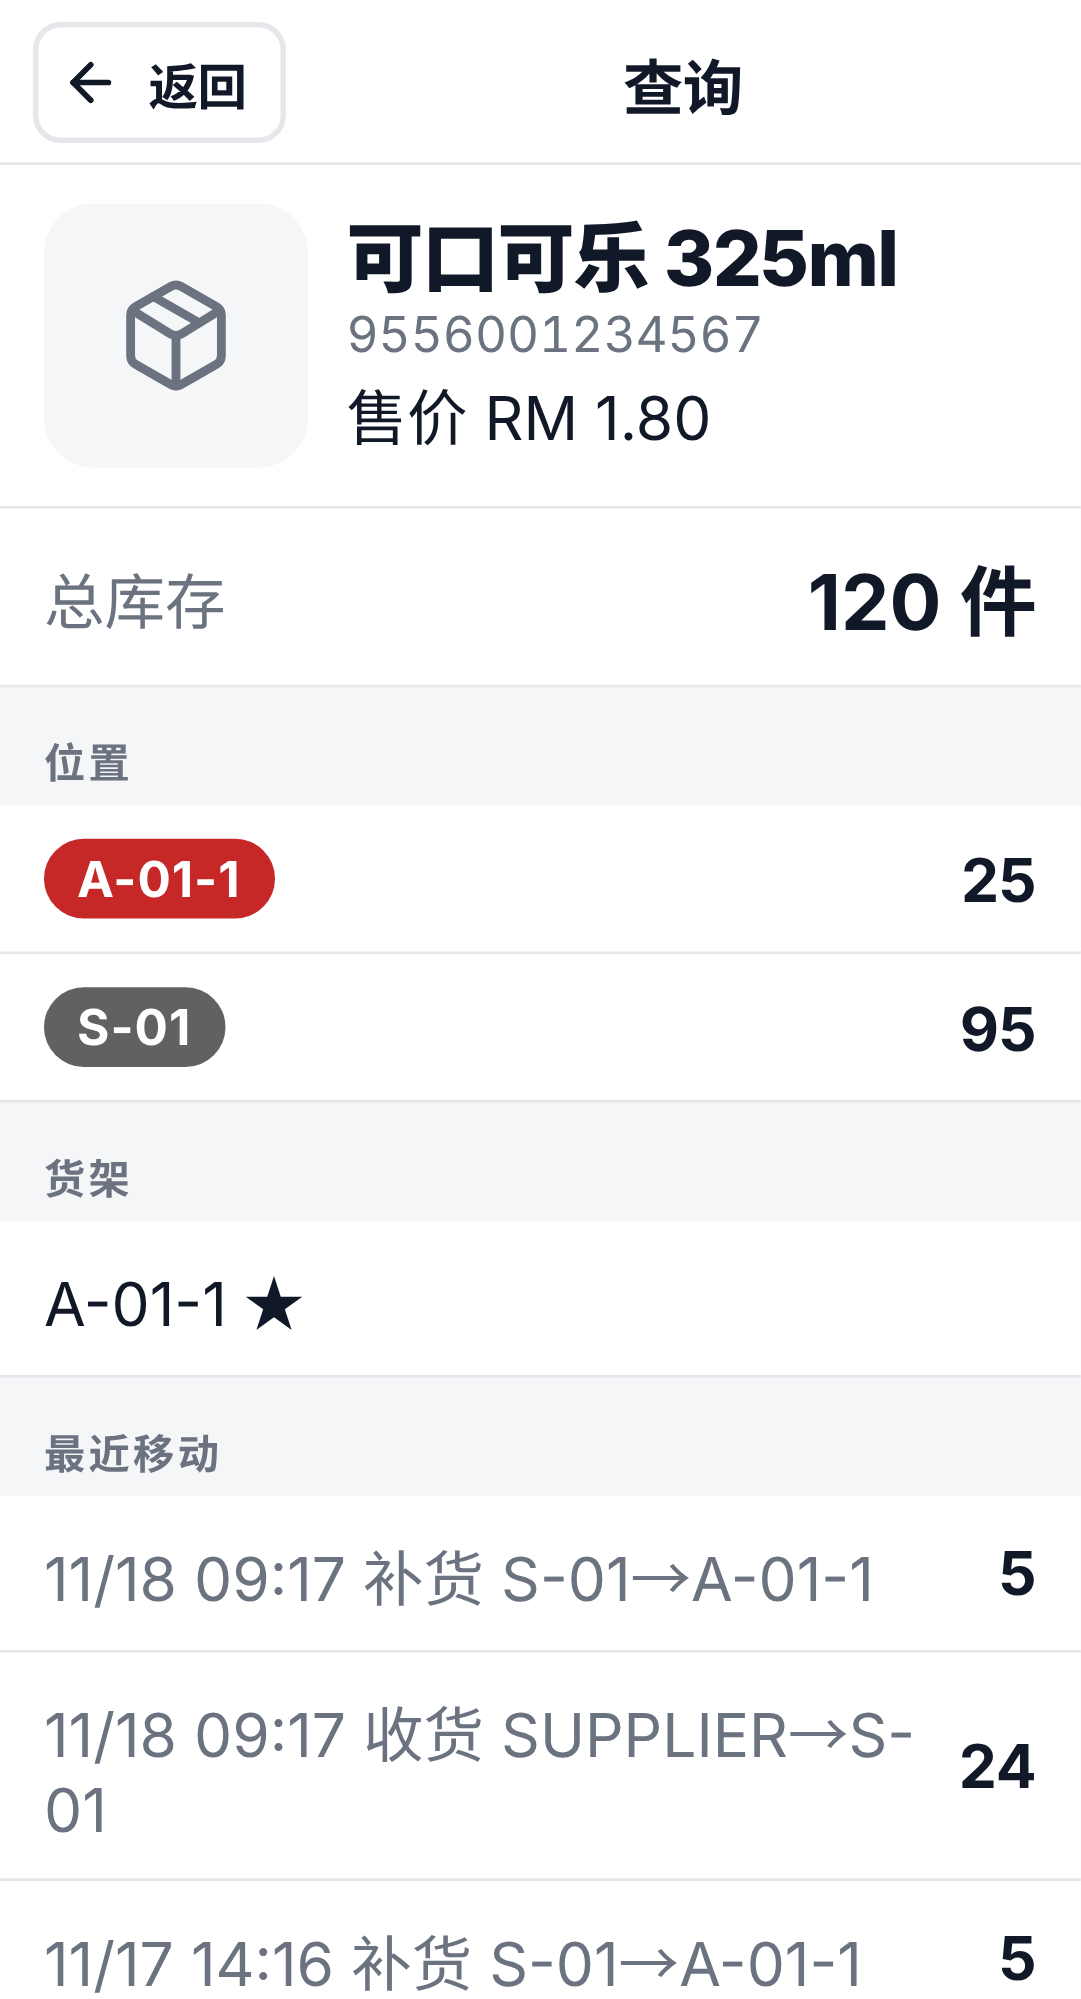 返回
查询
可口可乐 325ml
9556001234567
售价 RM 1.80
总库存
120 件
位置
A-01-1
25
S-01
95
货架
A-01-1 ★
最近移动
11/18 09:17 补货 S-01→A-01-1
5
11/18 09:17 收货 SUPPLIER→S-
01
24
11/17 14:16 补货 S-01→A-01-1
5